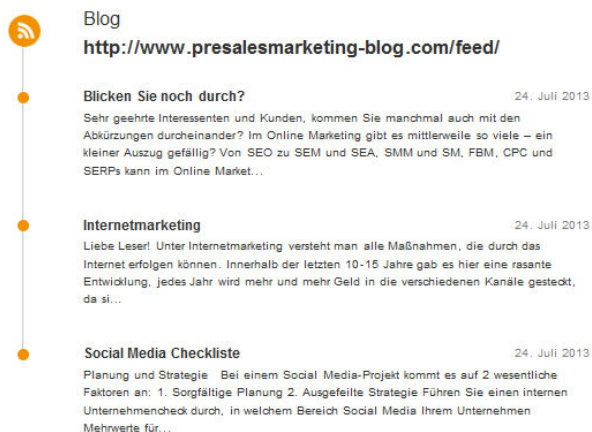 Blog
http://www.presalesmarketing-blog.com/feed/
Blicken Sie noch durch? 24. Juli 2013
Sehr geehrte Interessenten und Kunden, kommen Sie manchmal auch mit den
Abkürzungen durcheinander? Im Online Marketing gibt es mittlerweile so viele – ein
kleiner Auszug gefällig? Von SEO zu SEM und SEA, SMM und SM, FBM, CPC und
SERPs kann im Online Market...
Internetmarketing 24. Juli 2013
Liebe Leser! Unter Internetmarketing versteht man alle Maßnahmen, die durch das
Internet erfolgen können. Innerhalb der letzten 10-15 Jahre gab es hier eine rasante
Entwicklung, jedes Jahr wird mehr und mehr Geld in die verschiedenen Kanäle gesteckt,
da si...
Social Media Checkliste 24. Juli 2013
Planung und Strategie Bei einem Social Media-Projekt kommt es auf 2 wesentliche
Faktoren an: 1. Sorgfältige Planung 2. Ausgefeilte Strategie Führen Sie einen internen
Unternehmencheck durch, in welchem Bereich Social Media Ihrem Unternehmen
Mehrwerte für...